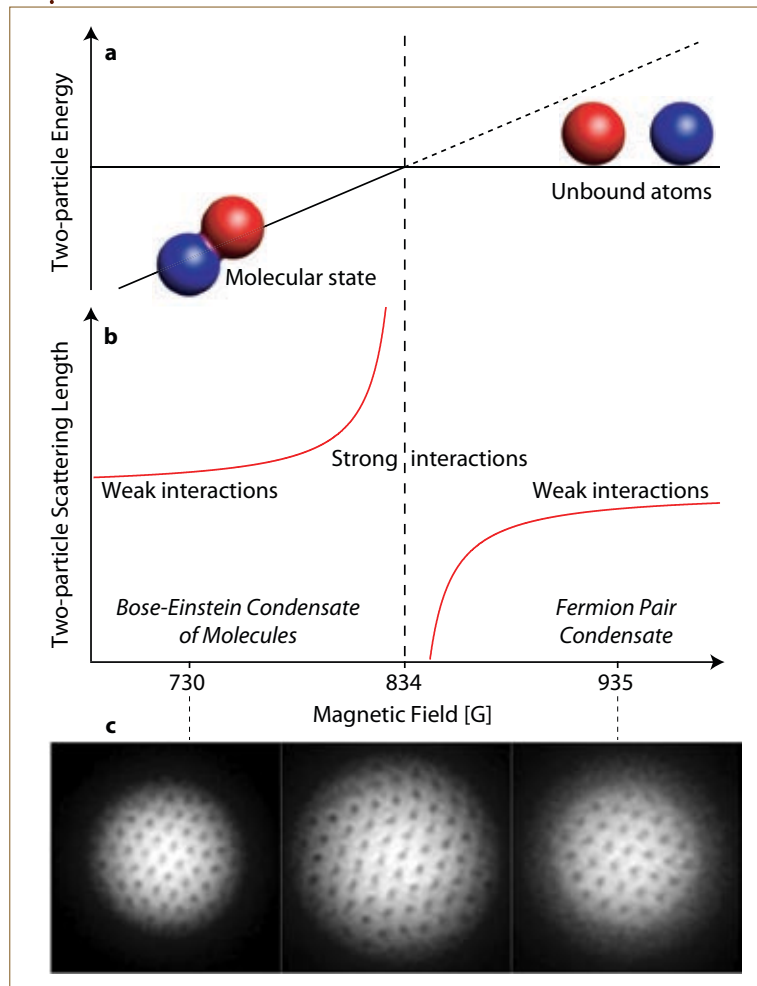 a
Two-particle Energy
Unbound atoms
Molecular state
b
Two-particle Scattering Length
Strong interactions
Weak interactions
Weak interactions
Bose-Einstein Condensate
of Molecules
Fermion Pair
Condensate
730
834
935
Magnetic Field [G]
c